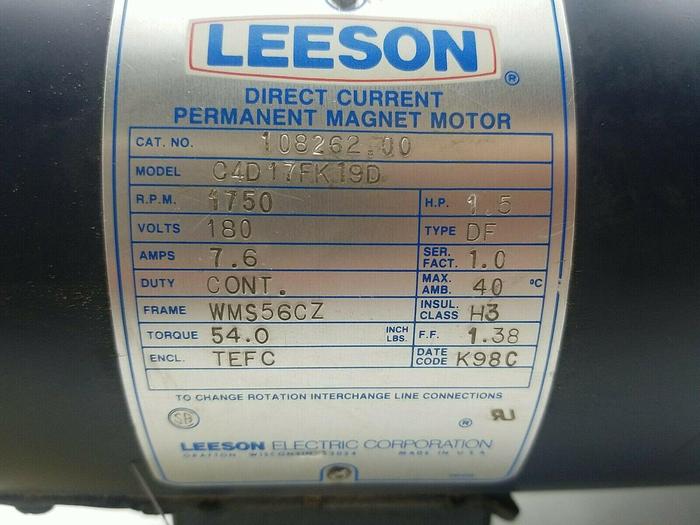 LEESON ®
DIRECT CURRENT
PERMANENT MAGNET MOTOR
CAT. NO. 108262.00
MODEL C4D17FK19D
R.P.M. 1750 H.P. 1.5
VOLTS 180 TYPE DF
AMPS 7.6 SER. FACT. 1.0
DUTY CONT. MAX. AMB. 40 °C
FRAME WMS56CZ INSUL. CLASS H3
TORQUE 54.0 INCH LBS. F.F. 1.38
ENCL. TEFC DATE CODE K98C
TO CHANGE ROTATION INTERCHANGE LINE CONNECTIONS
SA ®
LEESON ELECTRIC CORPORATION
GRAFTON WISCONSIN 53024 MADE IN U.S.A.